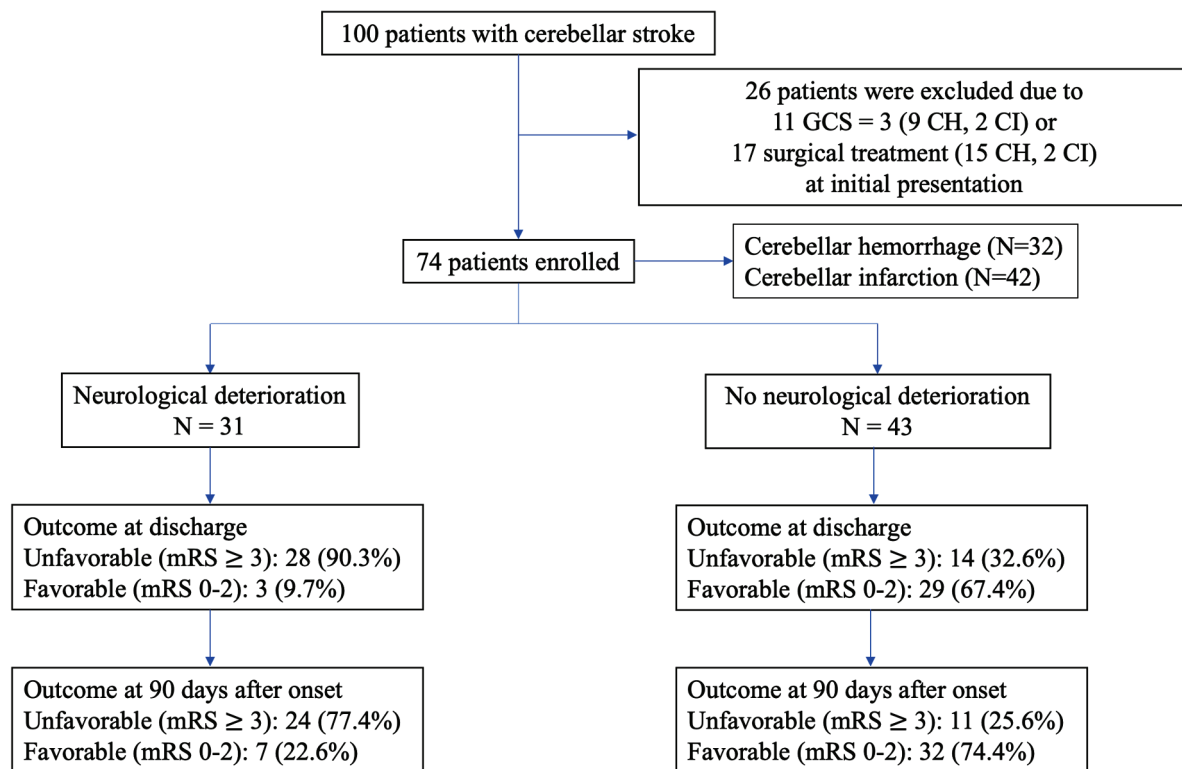 100 patients with cerebellar stroke
26 patients were excluded due to
11 GCS = 3 (9 CH, 2 CI) or
17 surgical treatment (15 CH, 2 CI)
at initial presentation
74 patients enrolled
Cerebellar hemorrhage (N=32)
Cerebellar infarction (N=42)
Neurological deterioration
N = 31
No neurological deterioration
N = 43
Outcome at discharge
Unfavorable (mRS ≥ 3): 28 (90.3%)
Favorable (mRS 0-2): 3 (9.7%)
Outcome at discharge
Unfavorable (mRS ≥ 3): 14 (32.6%)
Favorable (mRS 0-2): 29 (67.4%)
Outcome at 90 days after onset
Unfavorable (mRS ≥ 3): 24 (77.4%)
Favorable (mRS 0-2): 7 (22.6%)
Outcome at 90 days after onset
Unfavorable (mRS ≥ 3): 11 (25.6%)
Favorable (mRS 0-2): 32 (74.4%)